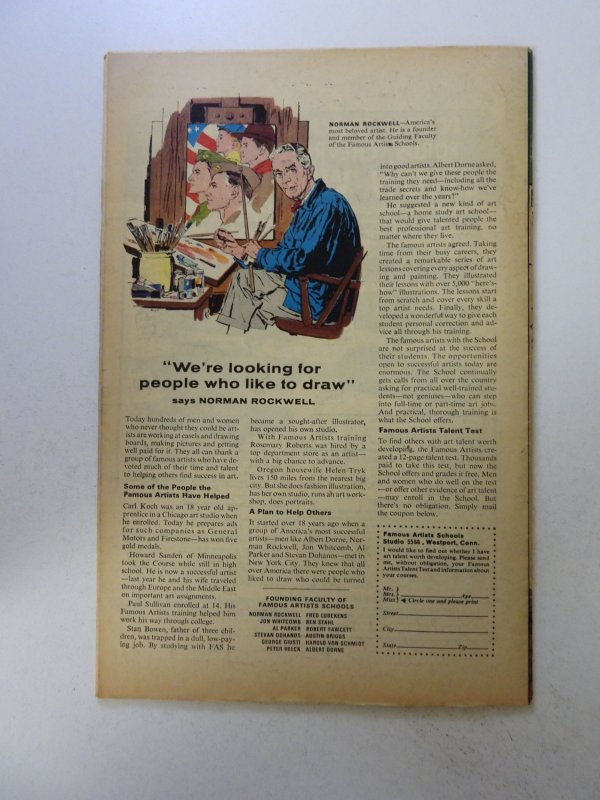 NORMAN ROCKWELL—America's
most beloved artist. He is a founder
and member of the Guiding Faculty
of the Famous Artists Schools.
"We're looking for
people who like to draw"
says NORMAN ROCKWELL
Today hundreds of men and women
who never thought they could be art-
ists are working at easels and drawing
boards, making pictures and getting
well paid for it. They all can thank a
group of famous artists who have de-
voted much of their time and talent
to helping others find success in art.
Some of the People the
Famous Artists Have Helped
Carl Koch was an 18 year old ap-
prentice in a Chicago art studio when
he enrolled. Today he prepares ads
for such companies as General
Motors and Firestone—has won five
gold medals.
Howard Sanden of Minneapolis
took the Course while still in high
school. He is now a successful artist
—last year he and his wife traveled
through Europe and the Middle East
on important art assignments.
Paul Sullivan enrolled at 14. His
Famous Artists training helped him
work his way through college.
Stan Bowen, father of three chil-
dren, was trapped in a dull, low-pay-
ing job. By studying with FAS he
became a sought-after illustrator,
has opened his own studio.
With Famous Artists training
Rosemary Roberts was hired by a
top department store as an artist—
with a big chance to advance.
Oregon housewife Helen Tryk
lives 150 miles from the nearest big
city. But she does fashion illustration,
has her own studio, runs ah art work-
shop, does portraits.
A Plan to Help Others
It started over 18 years ago when a
group of America's most successful
artists—men like Albert Dorne, Nor-
man Rockwell, Jon Whitcomb, Al
Parker and Stevan Dohanos—met in
New York City. They knew that all
over America there were people who
liked to draw who could be turned
FOUNDING FACULTY OF
FAMOUS ARTISTS SCHOOLS
NORMAN ROCKWELL FRED LUDEKENS
JON WHITCOMB BEN STAHL
AL PARKER ROBERT FAWCETT
STEVAN DOHANOS AUSTIN BRIGGS
GEORGE GIUSTI HAROLD VON SCHMIDT
PETER HELCK ALBERT DORNE
into good artists. Albert Dorne asked,
"Why can't we give these people the
training they need—including all the
trade secrets and know-how we've
learned over the years?"
He suggested a new kind of art
school—a home study art school—
that would give talented people the
best professional art training, no
matter where they live.
The famous artists agreed. Taking
time from their busy careers, they
created a remarkable series of art
lessons covering every aspect of draw-
ing and painting. They illustrated
their lessons with over 5,000 "here's-
how" illustrations. The lessons start
from scratch and cover every skill a
top artist needs. Finally, they de-
veloped a wonderful way to give each
student personal correction and ad-
vice all through his training.
The famous artists with the School
are not surprised at the success of
their students. The opportunities
open to successful artists today are
enormous. The School continually
gets calls from all over the country
asking for practical well-trained stu-
dents—not geniuses—who can step
into full-time or part-time art jobs.
And practical, thorough training is
what the School offers.
Famous Artists Talent Test
To find others with art talent worth
developing, the Famous Artists cre-
ated a 12-page talent test. Thousands
paid to take this test, but now the
School offers and grades it free. Men
and women who do well on the test
—or offer other evidence of art talent
—may enroll in the School. But
there's no obligation. Simply mail
the coupon below.
Famous Artists Schools
Studio 5556, Westport, Conn.
I would like to find out whether I have
art talent worth developing. Please send
me, without obligation, your Famous
Artists Talent Test and information about
your courses.
Mr.
Mrs. Age
Miss Circle one and please print
Street
City
State Zip